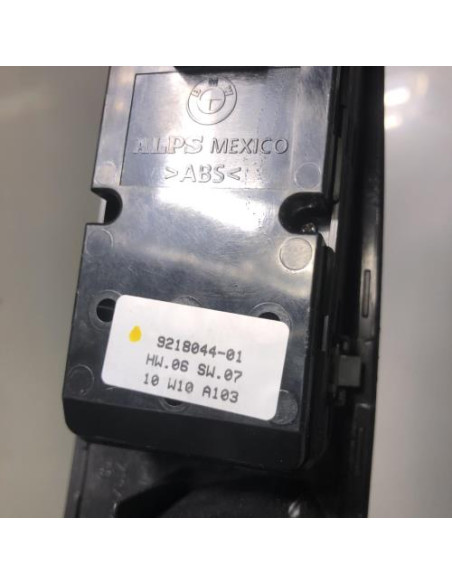 ALPS MEXICO
>ABS<
9218044-01
HW.06 SW.07
10 W10 A103